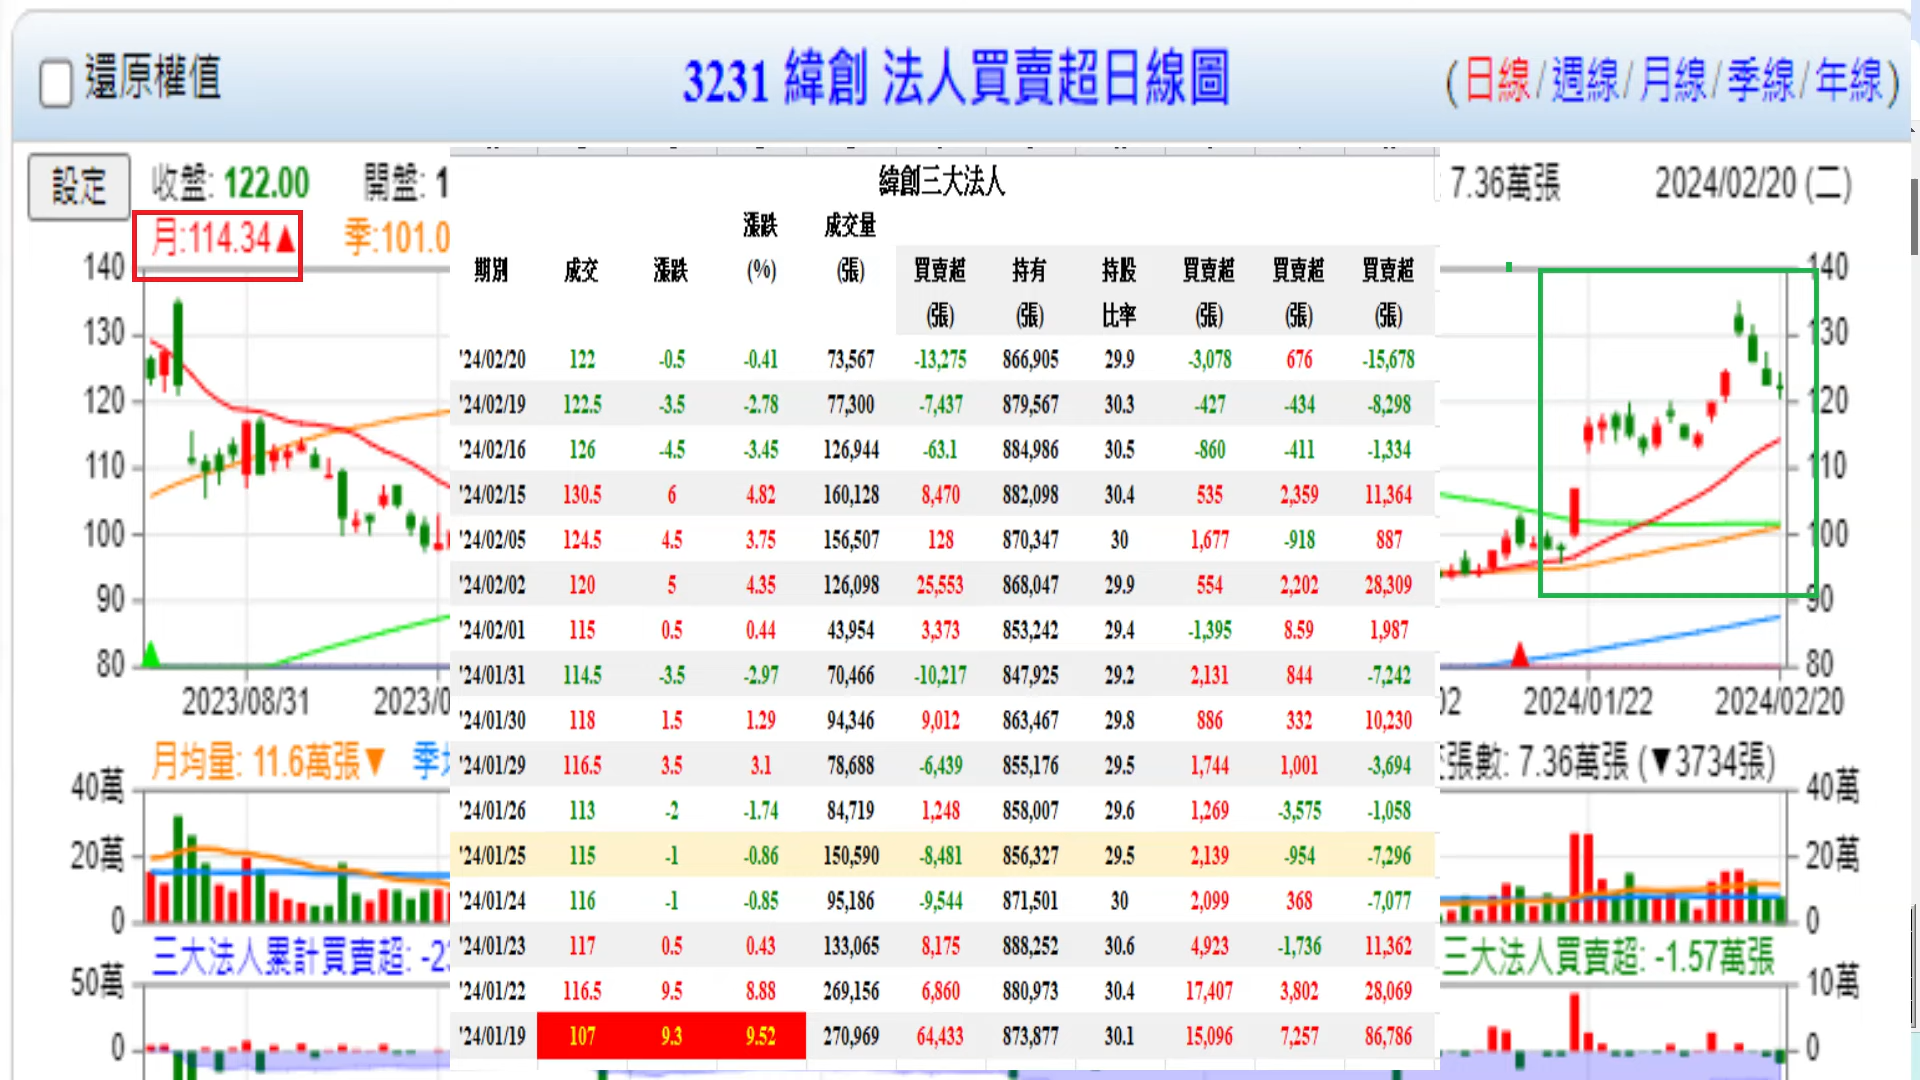 還原權值
3231 緯創 法人買賣超日線圖
(日線/週線/月線/季線/年線)
設定
收盤: 122.00
開盤: 1
7.36萬張
2024/02/20 (二)
月:114.34▲
季:101.0
緯創三大法人
期別 成交 漲跌 漲跌(%) 成交量(張) 買賣超(張) 持有(張) 持股比率 買賣超(張) 買賣超(張) 買賣超(張)
'24/02/20 122 -0.5 -0.41 73,567 -13,275 866,905 29.9 -3,078 676 -15,678
'24/02/19 122.5 -3.5 -2.78 77,300 -7,437 879,567 30.3 -427 -434 -8,298
'24/02/16 126 -4.5 -3.45 126,944 -63.1 884,986 30.5 -860 -411 -1,334
'24/02/15 130.5 6 4.82 160,128 8,470 882,098 30.4 535 2,359 11,364
'24/02/05 124.5 4.5 3.75 156,507 128 870,347 30 1,677 -918 887
'24/02/02 120 5 4.35 126,098 25,553 868,047 29.9 554 2,202 28,309
'24/02/01 115 0.5 0.44 43,954 3,373 853,242 29.4 -1,395 8.59 1,987
'24/01/31 114.5 -3.5 -2.97 70,466 -10,217 847,925 29.2 2,131 844 -7,242
'24/01/30 118 1.5 1.29 94,346 9,012 863,467 29.8 886 332 10,230
'24/01/29 116.5 3.5 3.1 78,688 -6,439 855,176 29.5 1,744 1,001 -3,694
'24/01/26 113 -2 -1.74 84,719 1,248 858,007 29.6 1,269 -3,575 -1,058
'24/01/25 115 -1 -0.86 150,590 -8,481 856,327 29.5 2,139 -954 -7,296
'24/01/24 116 -1 -0.85 95,186 -9,544 871,501 30 2,099 368 -7,077
'24/01/23 117 0.5 0.43 133,065 8,175 888,252 30.6 4,923 -1,736 11,362
'24/01/22 116.5 9.5 8.88 269,156 6,860 880,973 30.4 17,407 3,802 28,069
'24/01/19 107 9.3 9.52 270,969 64,433 873,877 30.1 15,096 7,257 86,786
140
130
120
110
100
90
80
2023/08/31
2023/0
月均量: 11.6萬張▼
40萬
20萬
0
三大法人累計買賣超:
50萬
0
140
130
120
110
100
90
80
02
2024/01/22
2024/02/20
張數: 7.36萬張 (▼3734張)
40萬
20萬
0
三大法人買賣超: -1.57萬張
10萬
0